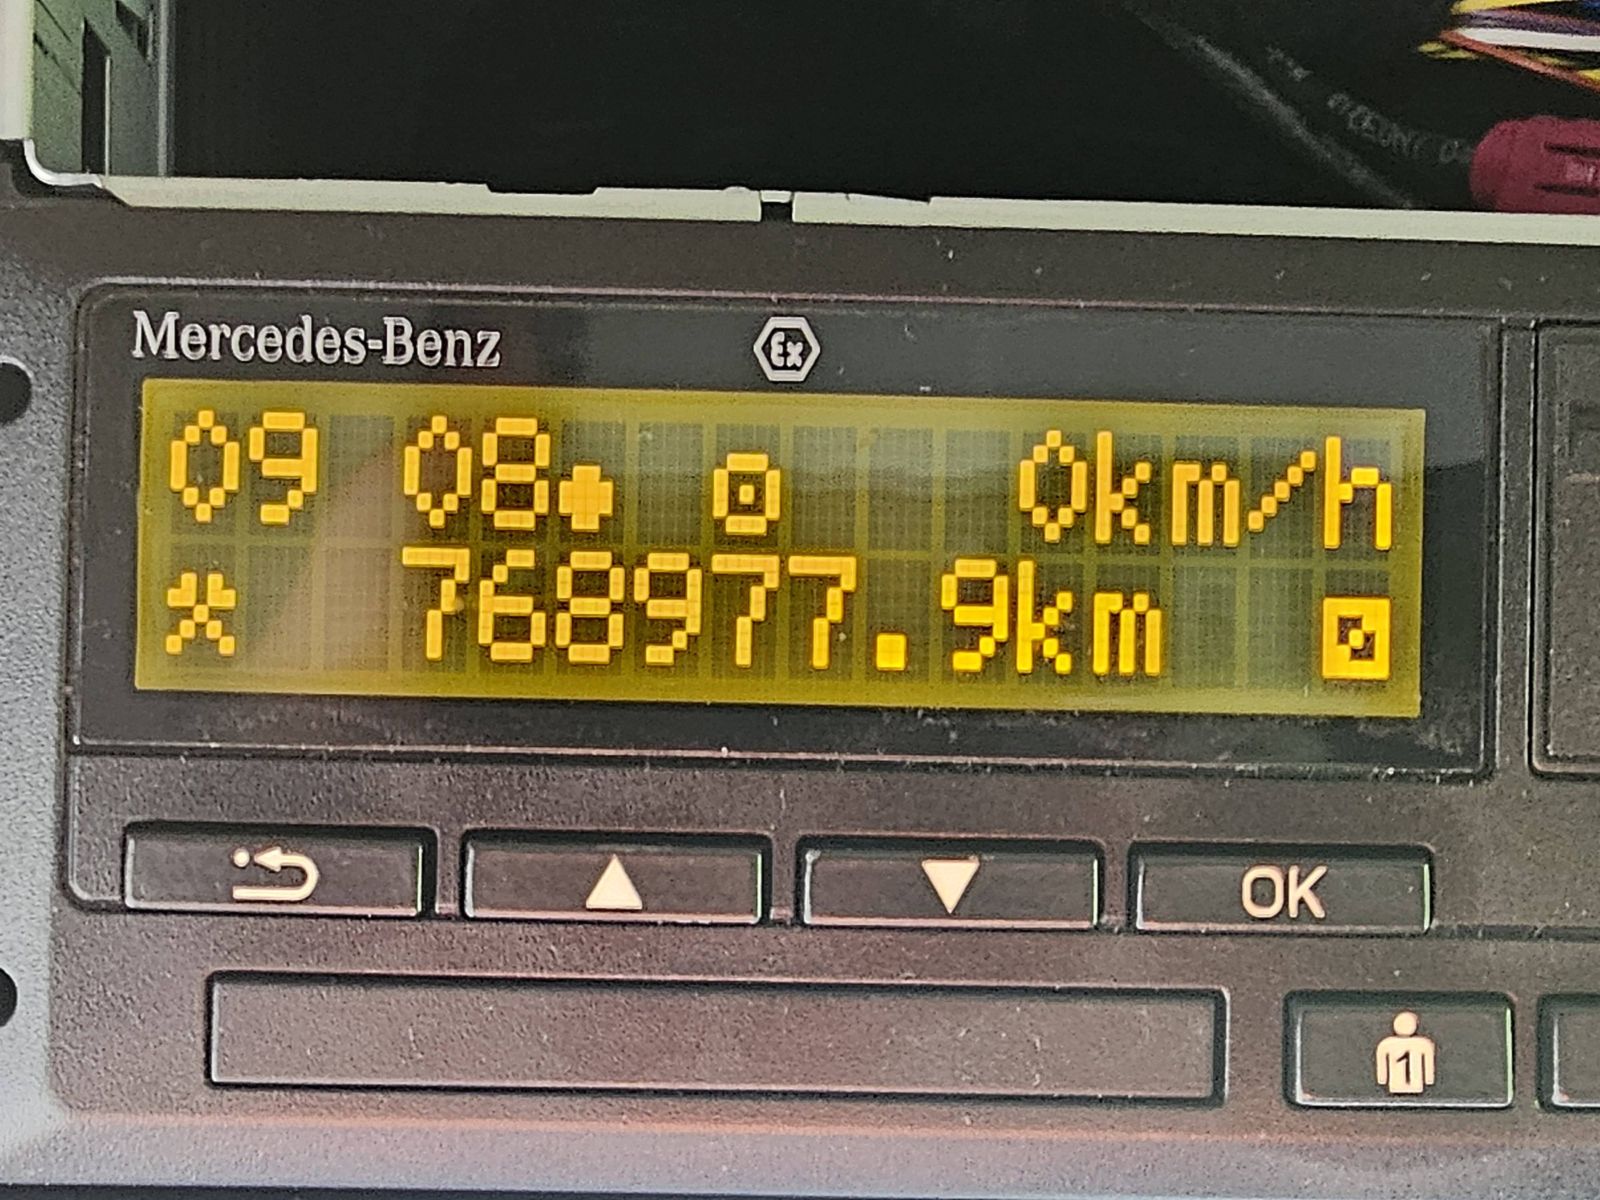 Mercedes-Benz
Ex
09 08 0km/h
768977.9km
OK
1